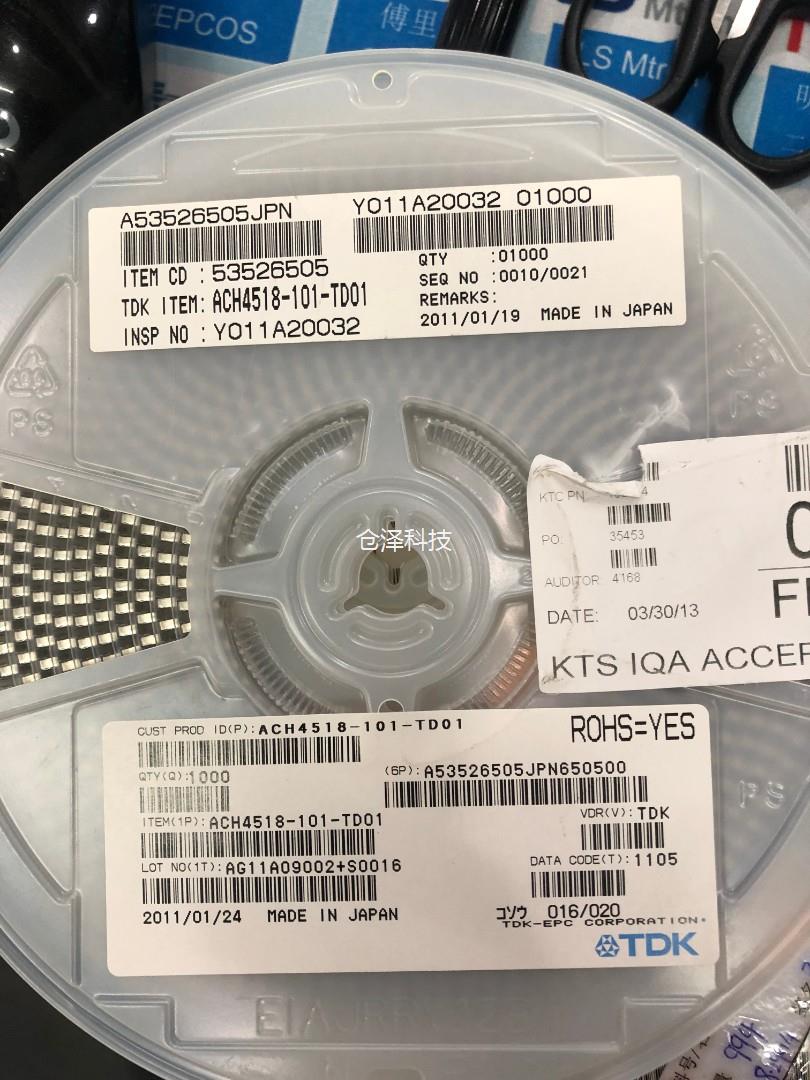 EPCOS
傅里
LS Mtr
A53526505JPN
Y011A20032 01000
ITEM CD : 53526505
TDK ITEM: ACH4518-101-TD01
INSP NO : Y011A20032
QTY :01000
SEQ NO :0010/0021
REMARKS:
2011/01/19 MADE IN JAPAN
PS
PS
仓泽科技
KTC PN
PO: 35453
AUDITOR 4168
DATE: 03/30/13
KTS IQA ACCEP
CUST PROD ID(P): ACH4518-101-TD01
ROHS=YES
QTY(Q):1000
(6P): A53526505JPN650500
ITEM(1P): ACH4518-101-TD01
VDR(V): TDK
LOT NO(1T): AG11A09002+S0016
DATA CODE(T): 1105
2011/01/24 MADE IN JAPAN
コソウ 016/020
TDK-EPC CORPORATION.
TDK
PS
994